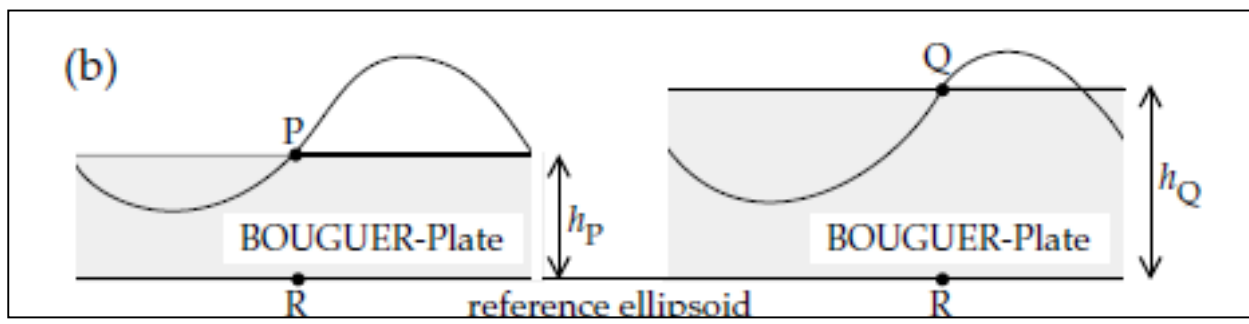 (b)
P
Q
h_P
h_Q
BOUGUER-Plate
BOUGUER-Plate
R
reference ellipsoid
R